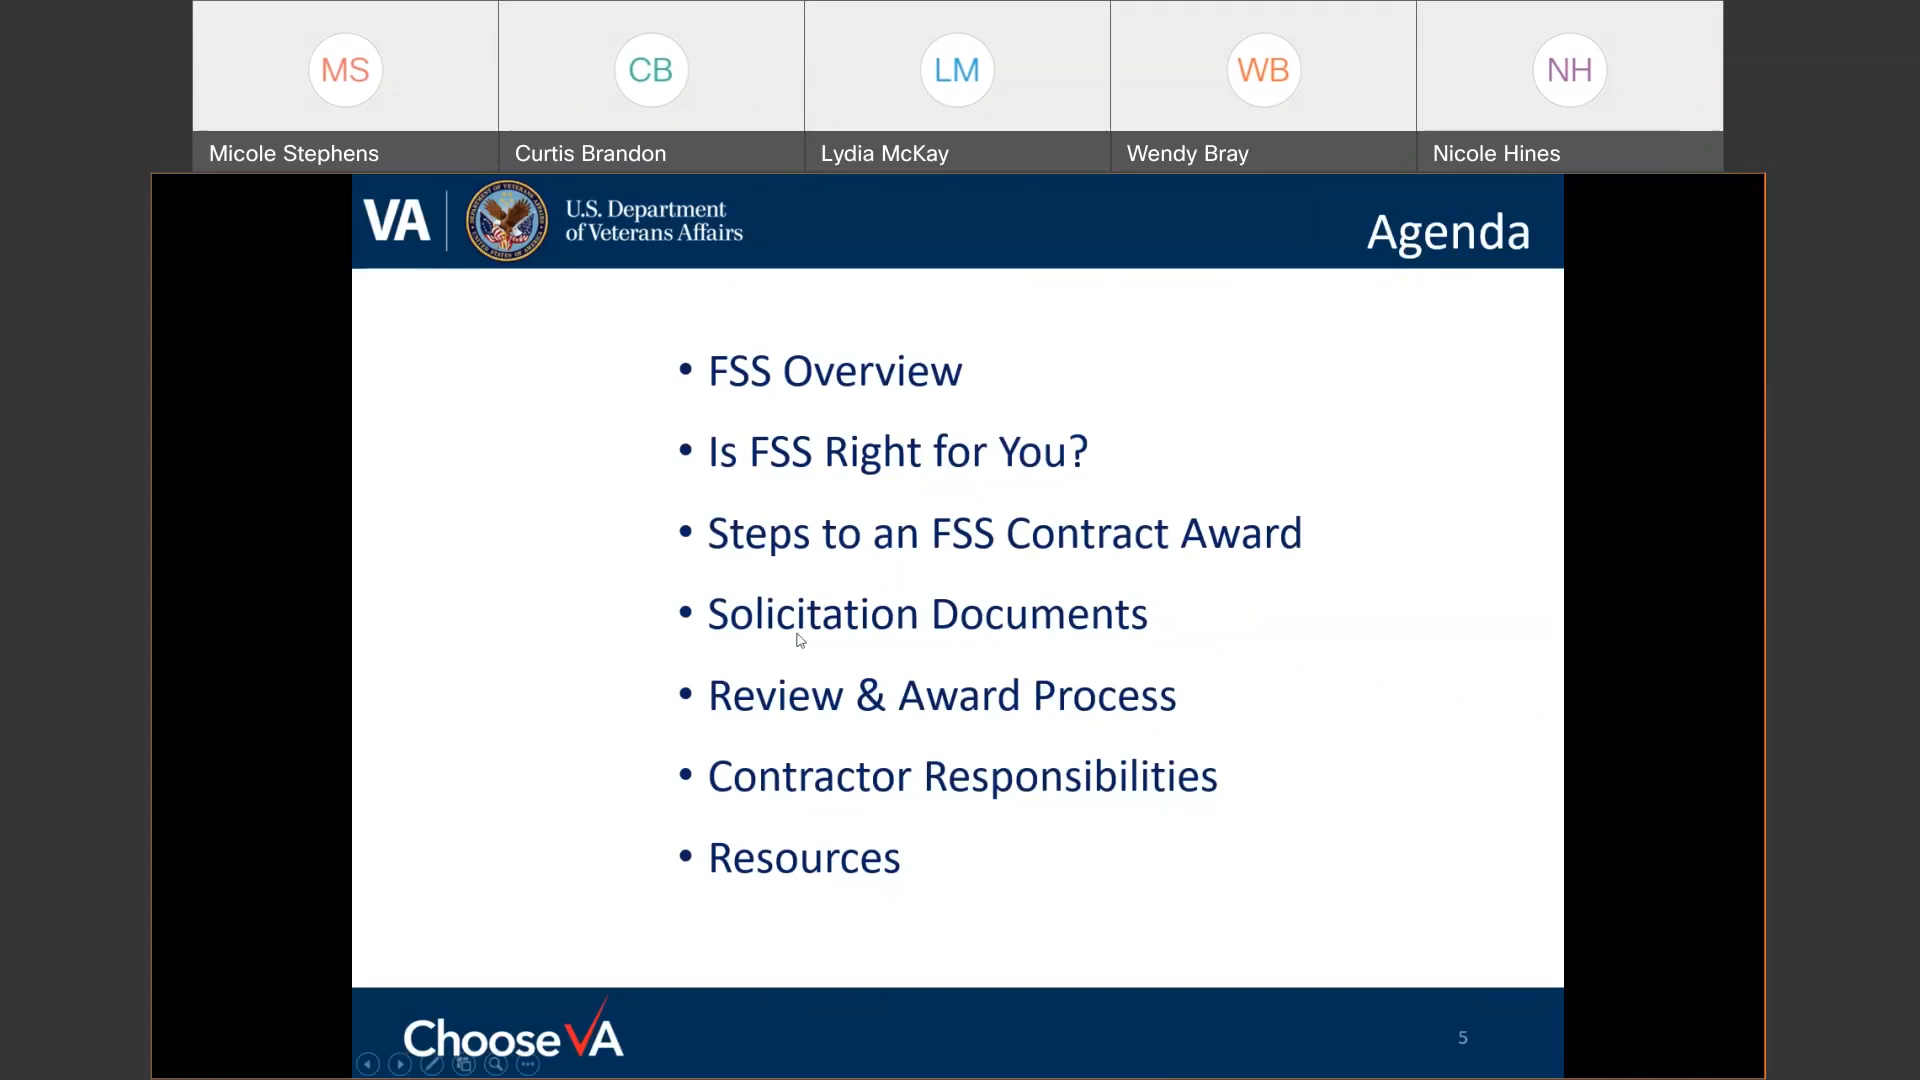 MS
CB
LM
WB
NH
Micole Stephens
Curtis Brandon
Lydia McKay
Wendy Bray
Nicole Hines
VA
U.S. Department
of Veterans Affairs
Agenda
• FSS Overview
• Is FSS Right for You?
• Steps to an FSS Contract Award
• Solicitation Documents
• Review & Award Process
• Contractor Responsibilities
• Resources
ChooseVA
5